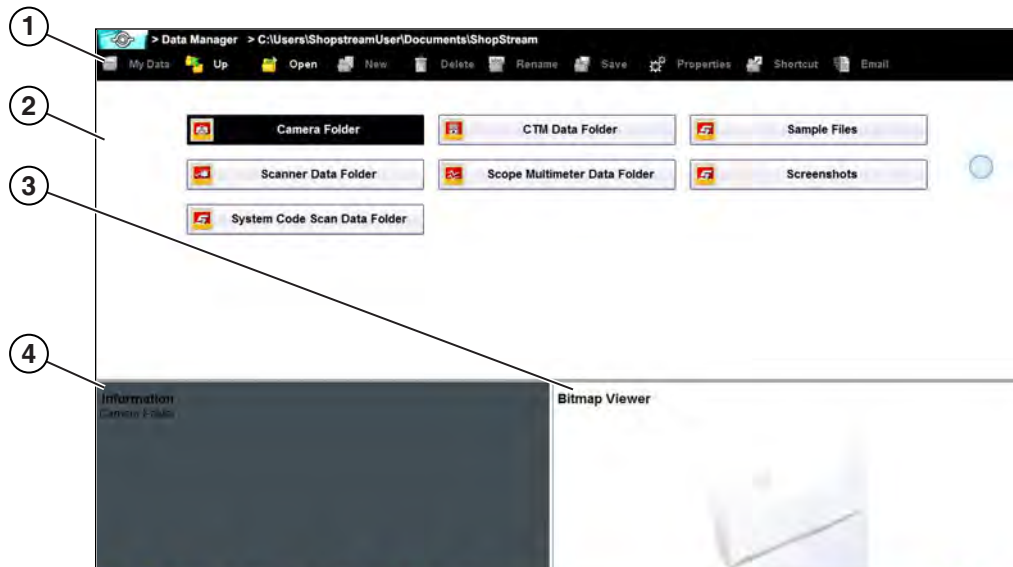 1
> Data Manager > C:\Users\ShopstreamUser\Documents\ShopStream
My Data Up Open New Delete Rename Save Properties Shortcut Email
2
Camera Folder CTM Data Folder Sample Files
3
Scanner Data Folder Scope Multimeter Data Folder Screenshots
System Code Scan Data Folder
4
Information Bitmap Viewer
Camera Folder